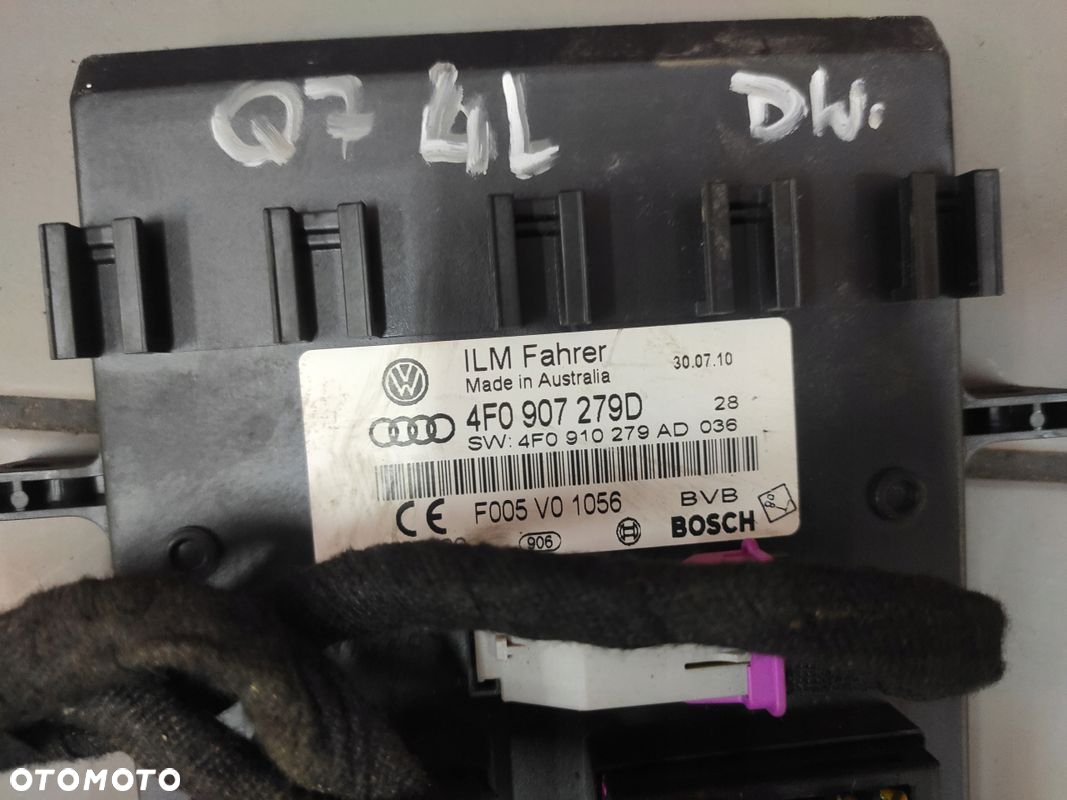 Q7 4L DW.
ILM Fahrer
Made in Australia
30.07.10
4F0 907 279D
28
SW: 4F0 910 279 AD 036
F005 V0 1056
BVB
80
906
BOSCH
OTOMOTO